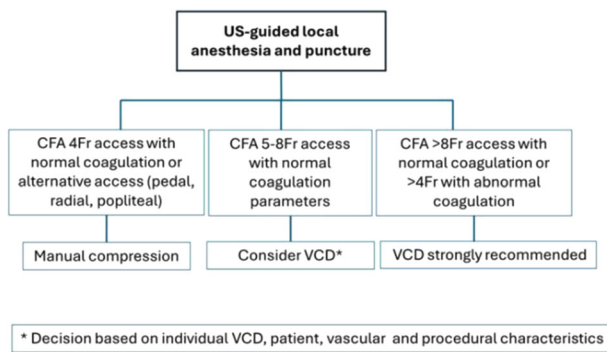 US-guided local
anesthesia and puncture
CFA 4Fr access with
normal coagulation or
alternative access (pedal,
radial, popliteal)
CFA 5-8Fr access
with normal
coagulation
parameters
CFA >8Fr access with
normal coagulation or
>4Fr with abnormal
coagulation
Manual compression
Consider VCD*
VCD strongly recommended
* Decision based on individual VCD, patient, vascular and procedural characteristics